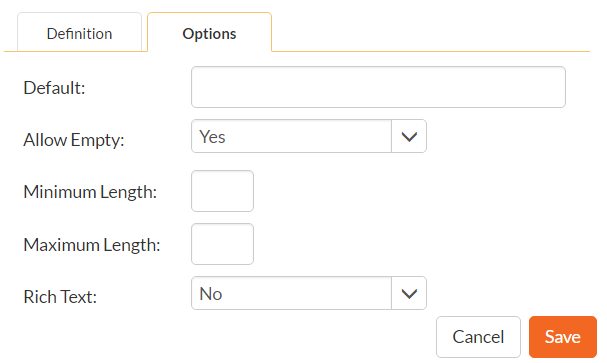 Definition Options
Default:
Allow Empty: Yes
Minimum Length:
Maximum Length:
Rich Text: No
Cancel Save